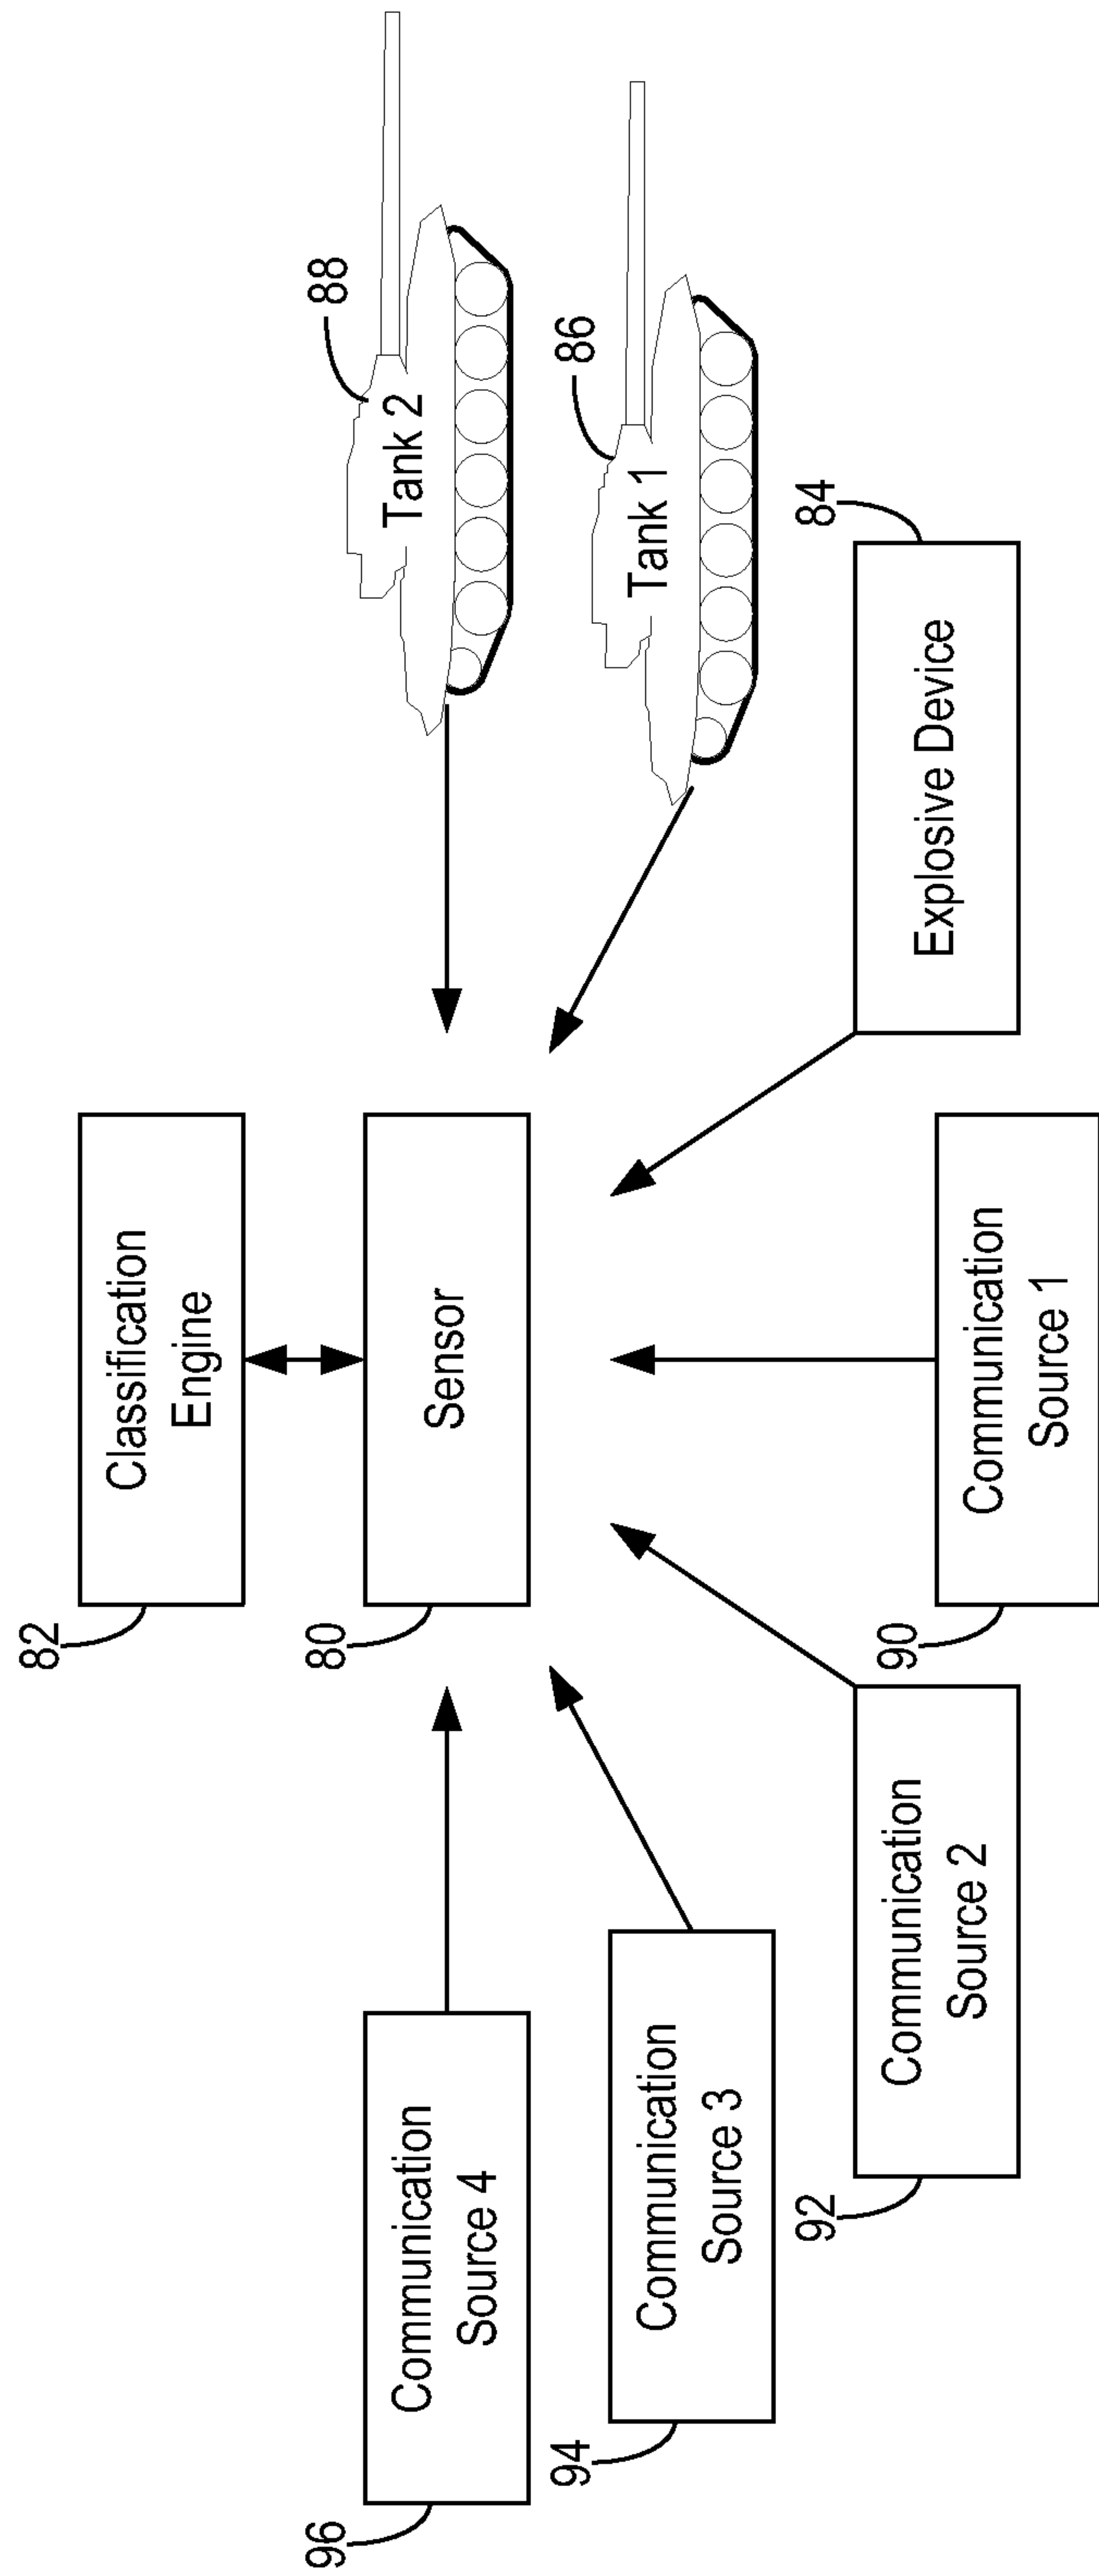 82
Classification
Engine
80
Sensor
96
Communication
Source 4
94
Communication
Source 3
92
Communication
Source 2
90
Communication
Source 1
84
Explosive Device
86
Tank 1
88
Tank 2